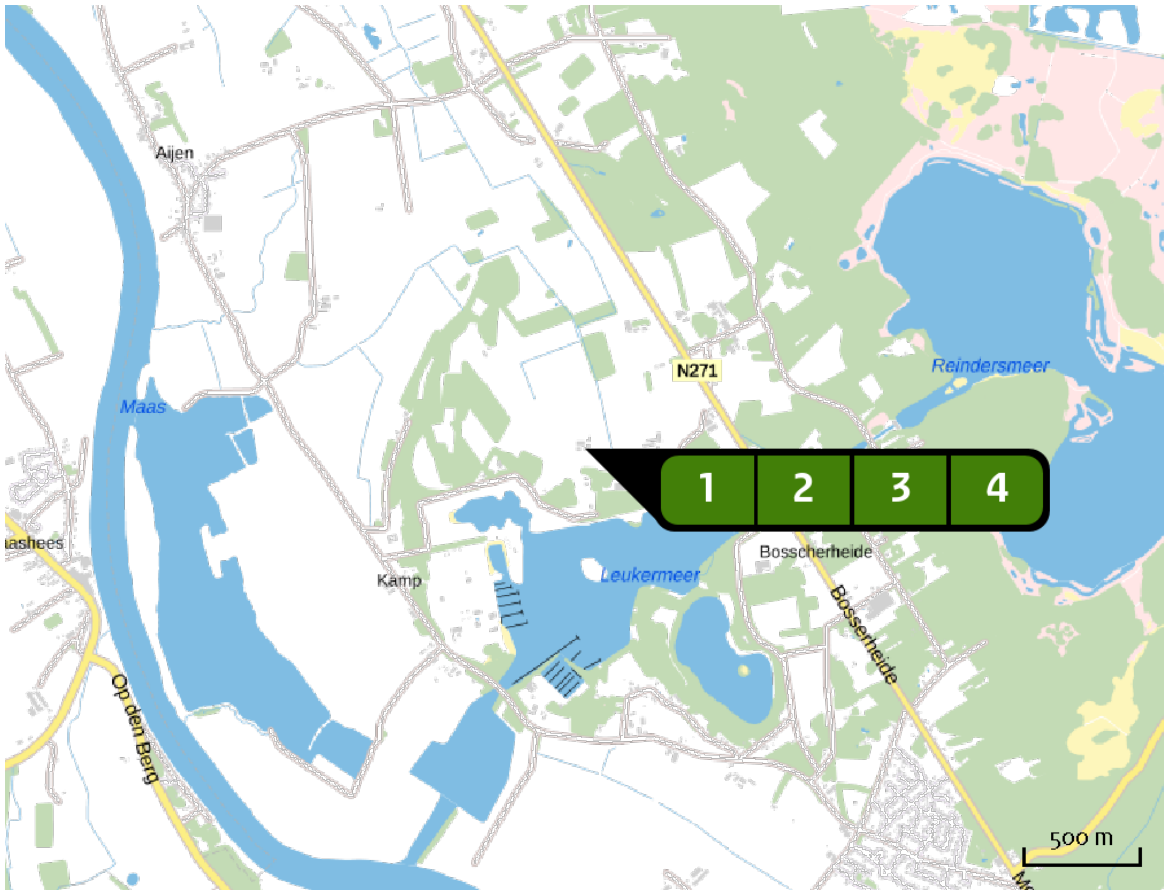 Aijen
N271
Reindersmeer
Maas
1 2 3 4
Bosscherheide
Leukermeer
Kamp
Bosserheide
Op den Berg
500 m